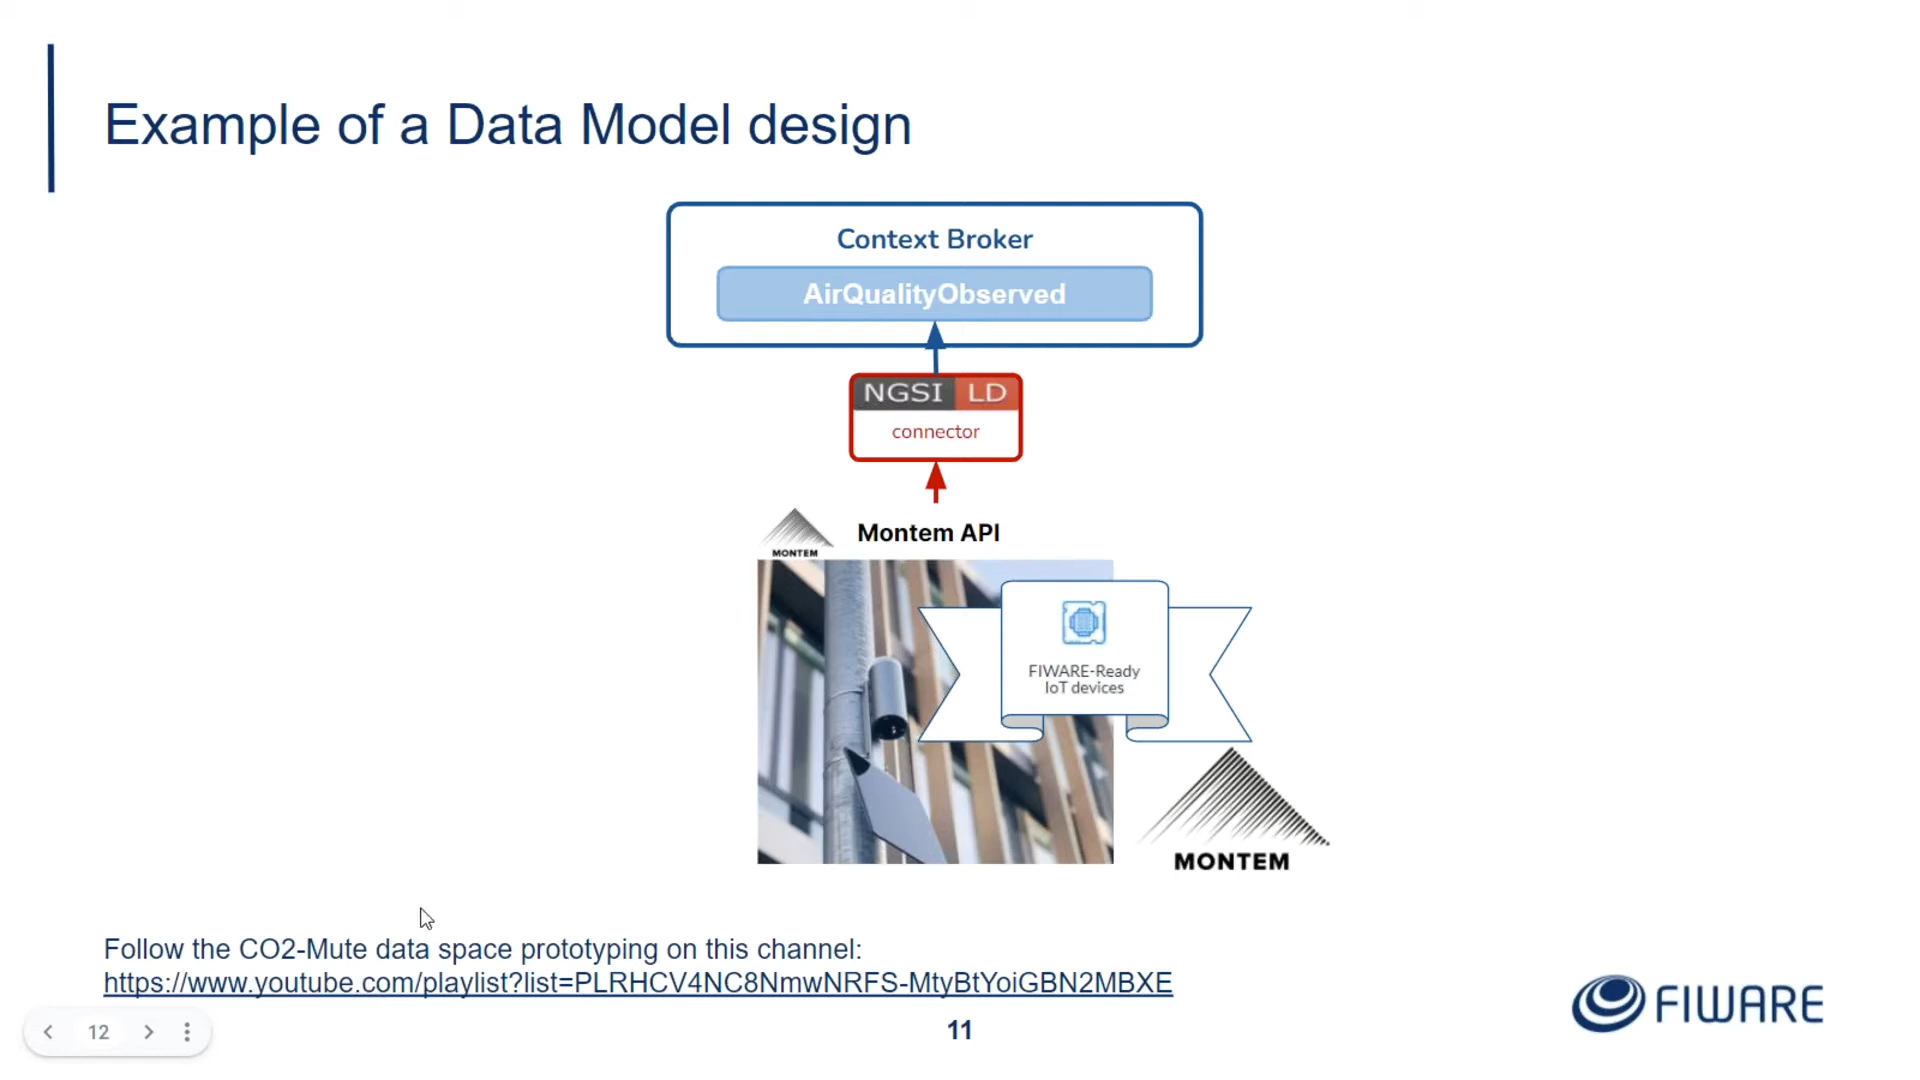 Example of a Data Model design
Context Broker
AirQualityObserved
NGSI LD
connector
MONTEM
Montem API
FIWARE-Ready
IoT devices
MONTEM
Follow the CO2-Mute data space prototyping on this channel:
https://www.youtube.com/playlist?list=PLRHCV4NC8NmwNRFS-MtyBtYoiGBN2MBXE
12
11
FIWARE